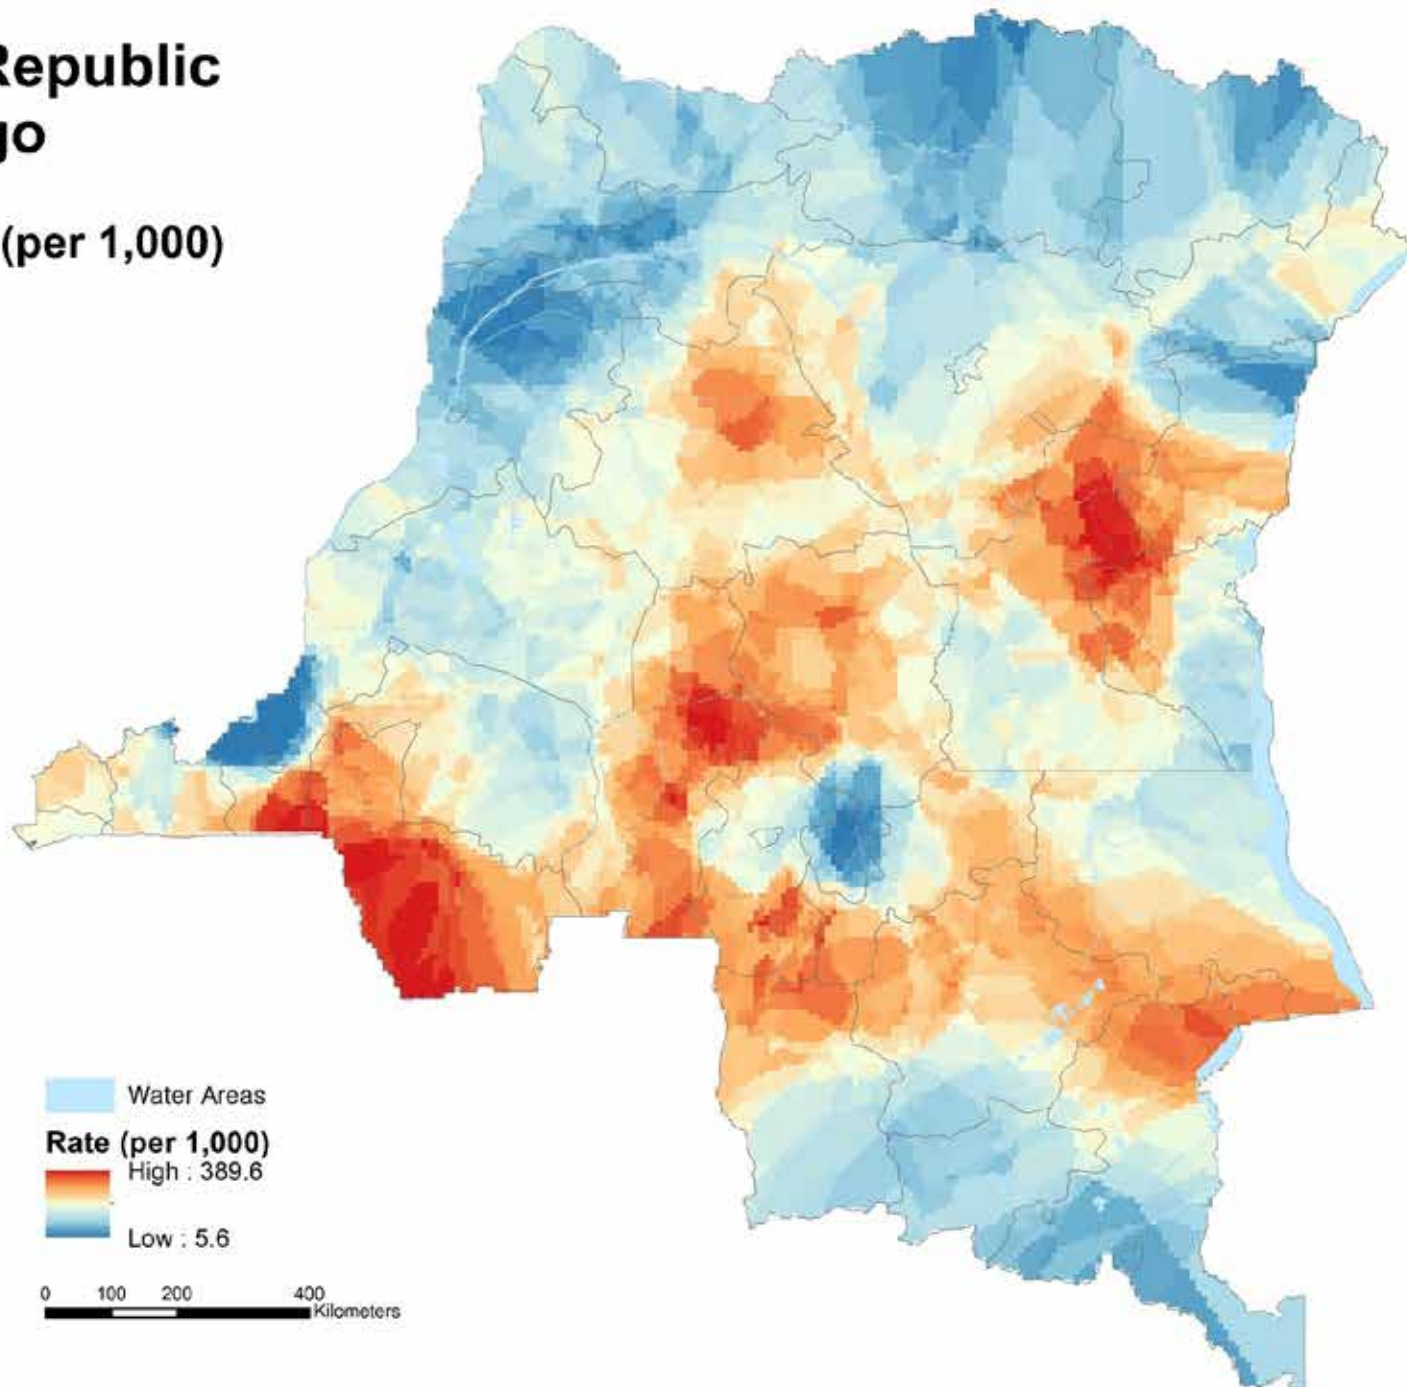 Republic
go
(per 1,000)
Water Areas
Rate (per 1,000)
High : 389.6
Low : 5.6
0 100 200 400
Kilometers